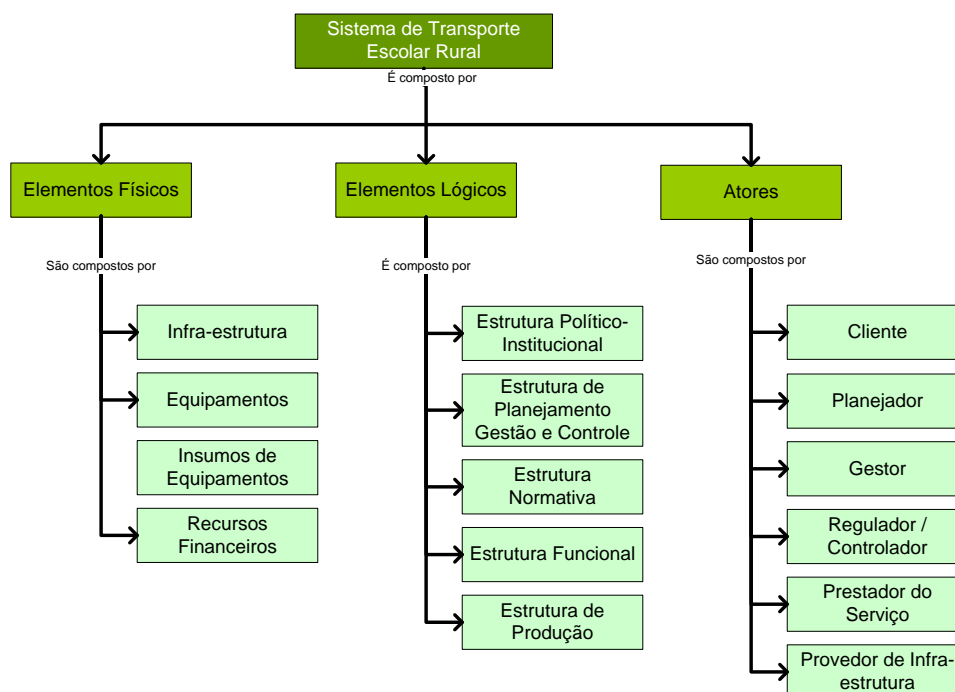 Sistema de Transporte
Escolar Rural
É composto por
Elementos Físicos
São compostos por
Infra-estrutura
Equipamentos
Insumos de
Equipamentos
Recursos
Financeiros
Elementos Lógicos
É composto por
Estrutura Político-
Institucional
Estrutura de
Planejamento
Gestão e Controle
Estrutura
Normativa
Estrutura Funcional
Estrutura de
Produção
Atores
São compostos por
Cliente
Planejador
Gestor
Regulador /
Controlador
Prestador do
Serviço
Provedor de Infra-
estrutura